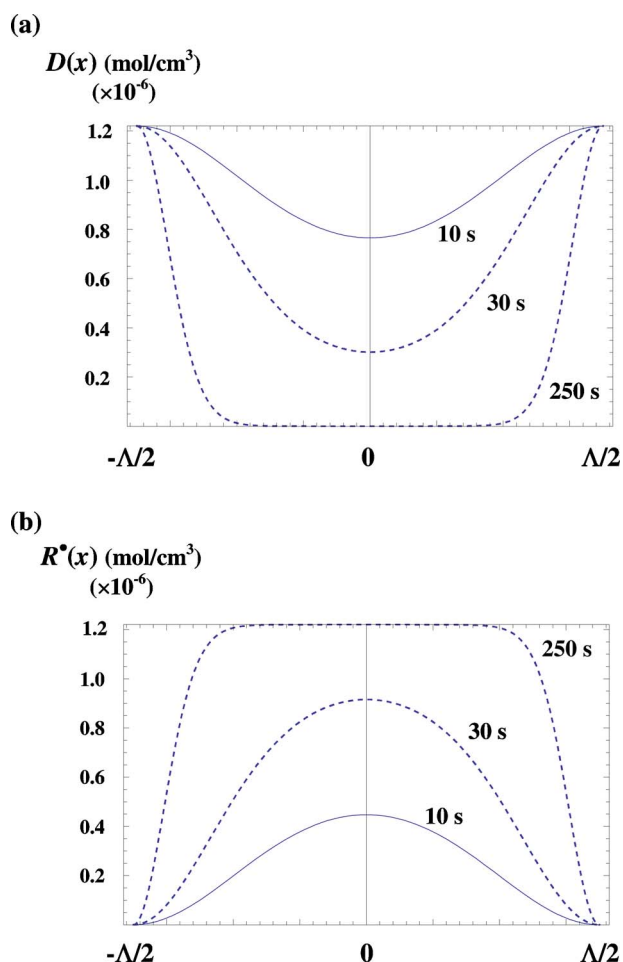 (a)
D(x) (mol/cm³)
(×10⁻⁶)
1.2
1.0
0.8
0.6
0.4
0.2
10 s
30 s
250 s
-Λ/2 0 Λ/2
(b)
R•(x) (mol/cm³)
(×10⁻⁶)
1.2
1.0
0.8
0.6
0.4
0.2
250 s
30 s
10 s
-Λ/2 0 Λ/2